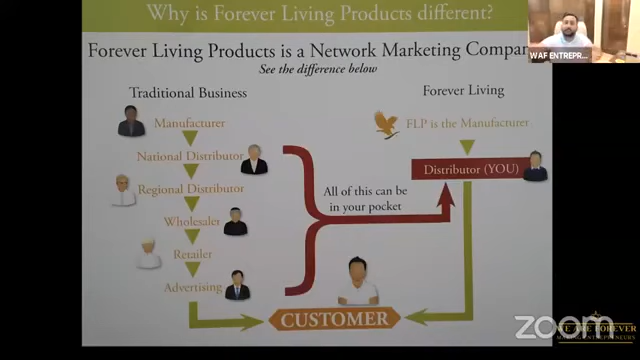 Why is Forever Living Products different?
Forever Living Products is a Network Marketing Compan
See the difference below
Traditional Business
Manufacturer
National Distributor
Regional Distributor
Wholesaler
Retailer
Advertising
All of this can be
in your pocket
Forever Living
FLP is the Manufacturer
Distributor (YOU)
CUSTOMER
WAF ENTREPR...
zoom
WE ARE FOREVER
MAKING ENTREPRENEURS